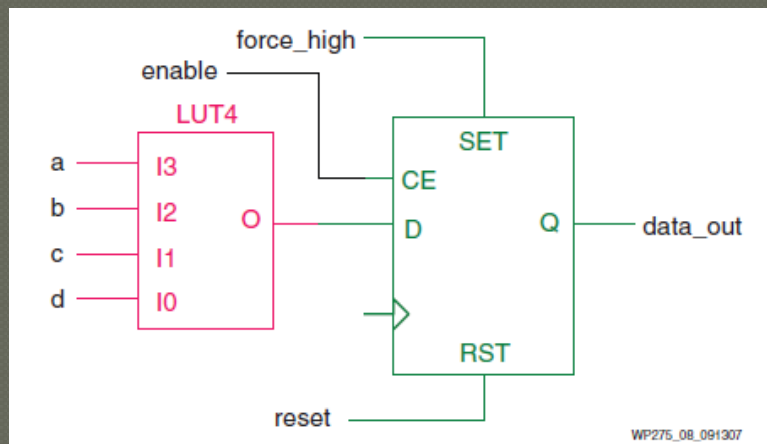 force_high
enable
LUT4
SET
a
I3
CE
b
I2
O
D
Q
data_out
c
I1
d
I0
RST
reset
WP275_08_091307